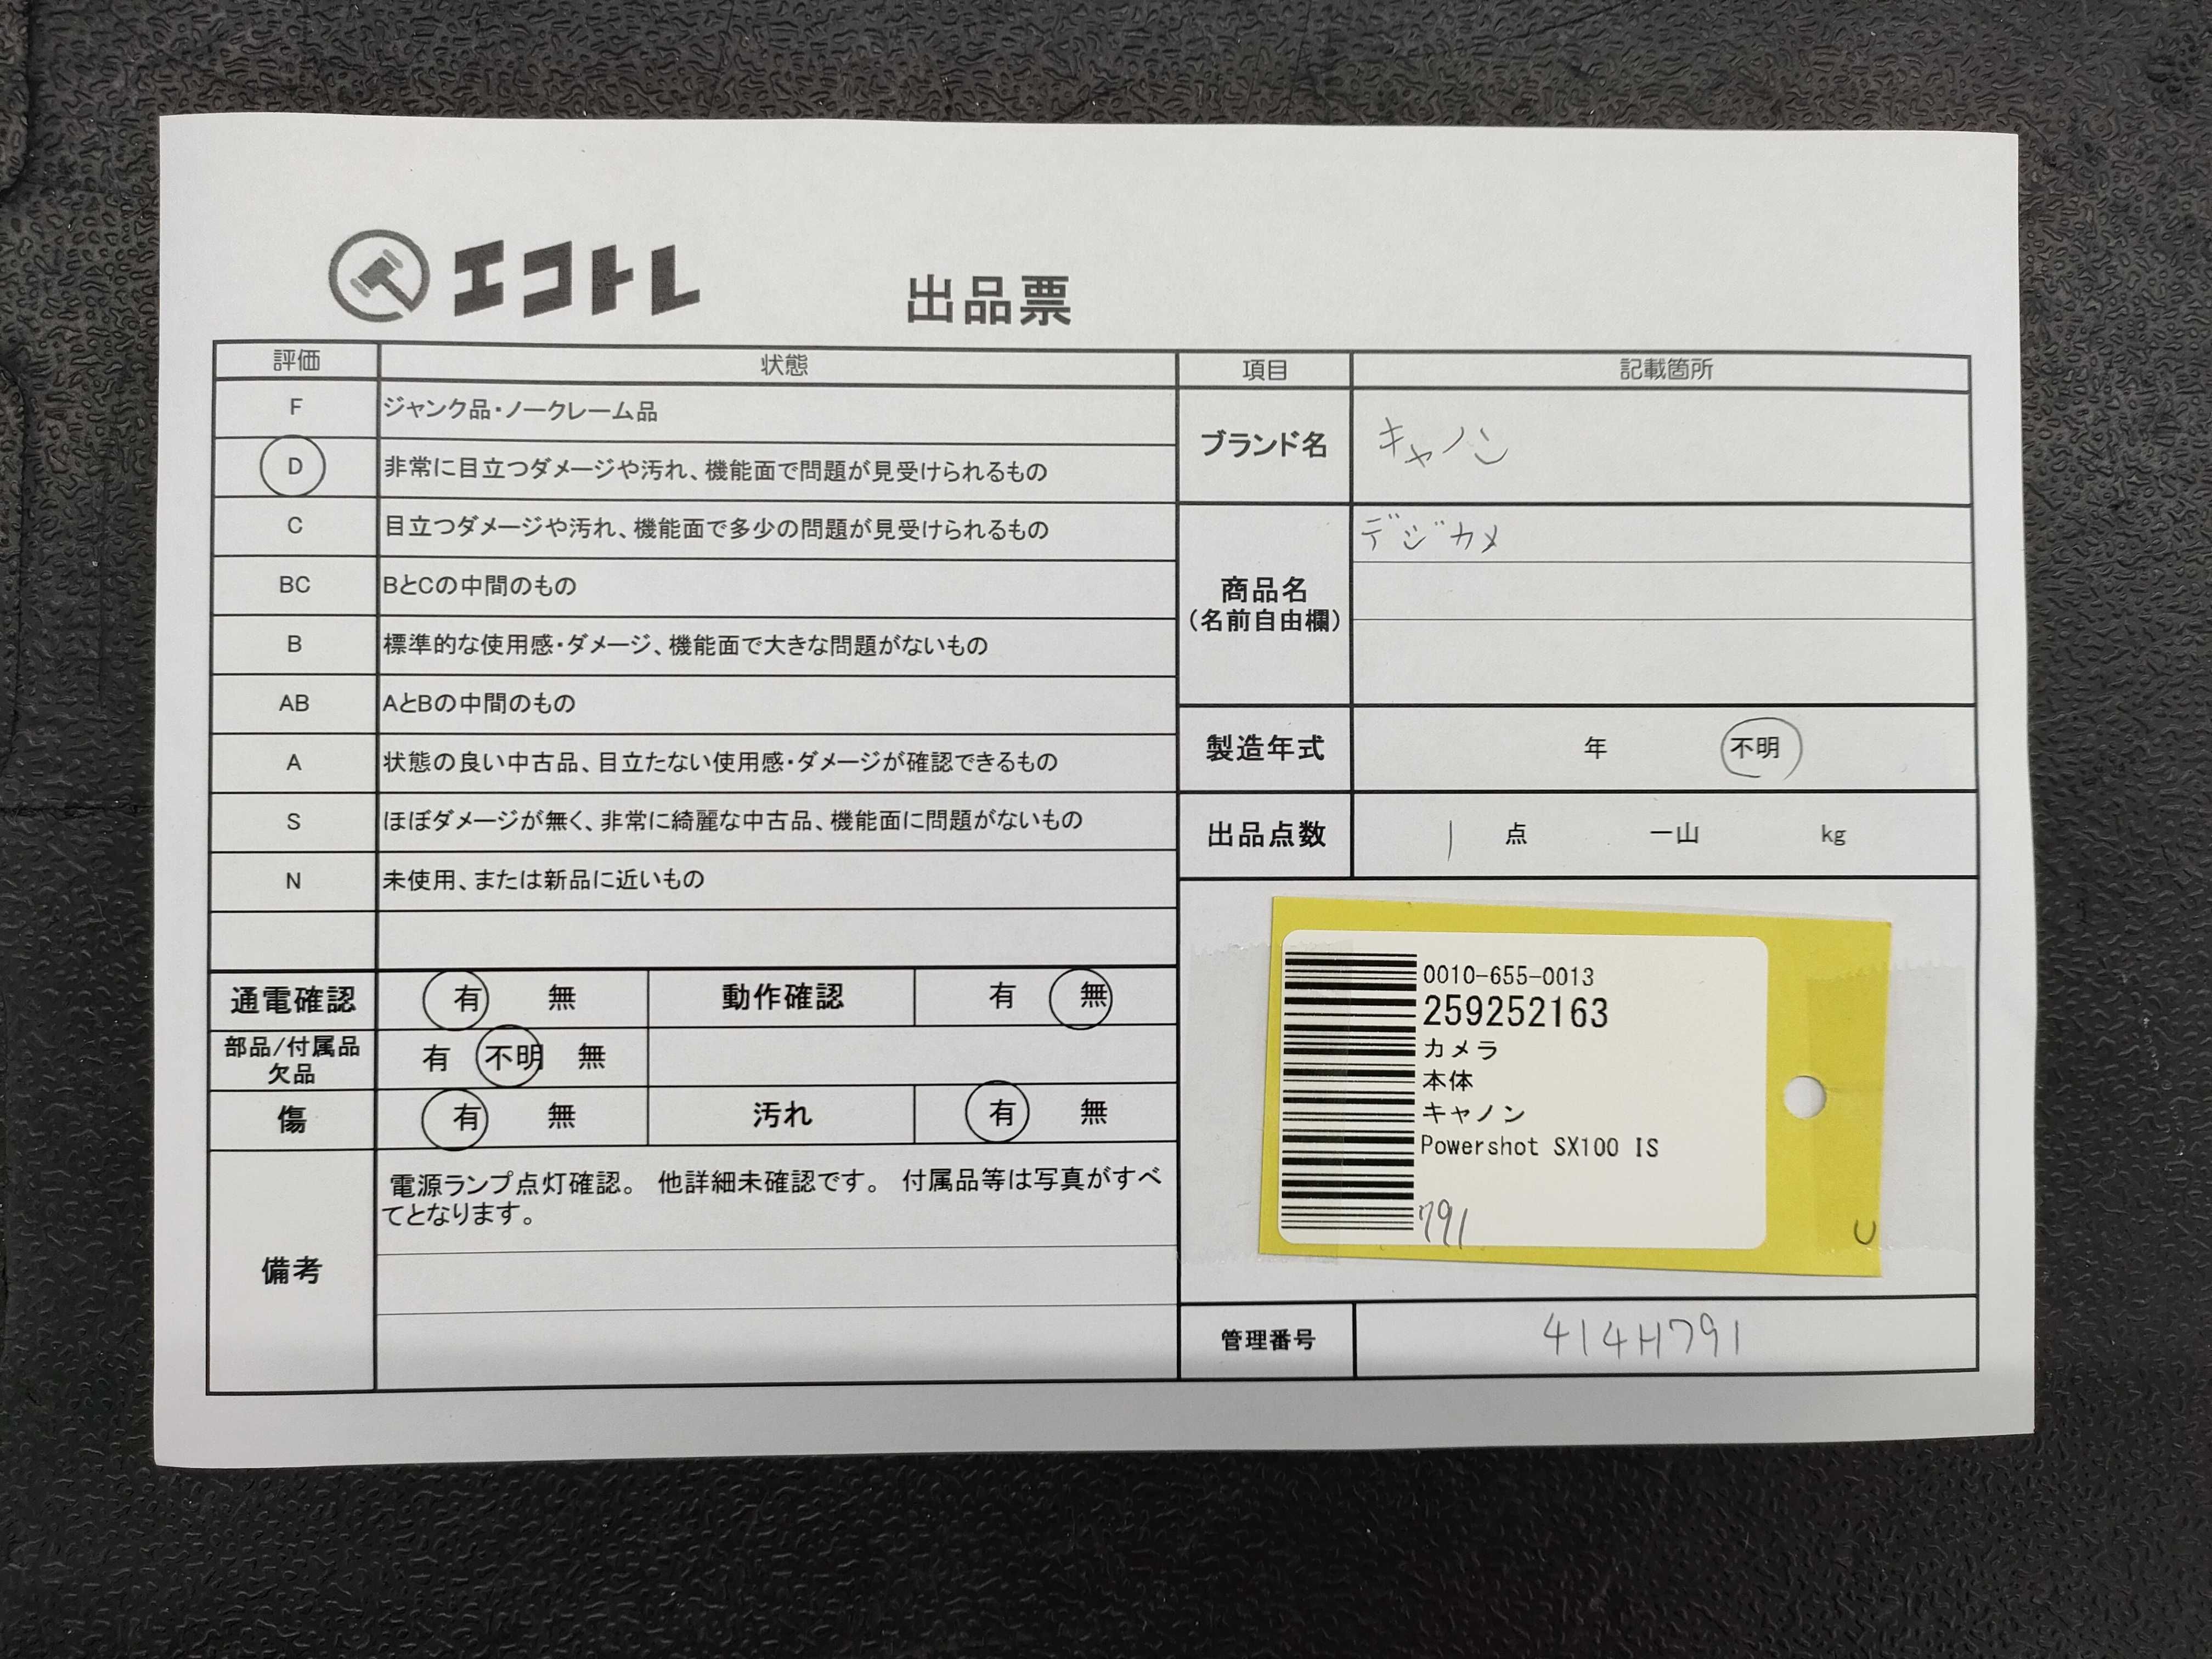 エコトレ
出品票
評価 状態
F ジャンク品・ノークレーム品
D 非常に目立つダメージや汚れ、機能面で問題が見受けられるもの
C 目立つダメージや汚れ、機能面で多少の問題が見受けられるもの
BC BとCの中間のもの
B 標準的な使用感・ダメージ、機能面で大きな問題がないもの
AB AとBの中間のもの
A 状態の良い中古品、目立たない使用感・ダメージが確認できるもの
S ほぼダメージが無く、非常に綺麗な中古品、機能面に問題がないもの
N 未使用、または新品に近いもの
通電確認 有 無 動作確認 有 無
部品/付属品
欠品
有 不明 無
傷 有 無 汚れ 有 無
備考
電源ランプ点灯確認。 他詳細未確認です。 付属品等は写真がすべ
てとなります。
項目 記載箇所
ブランド名 キャノン
商品名
(名前自由欄)
デジカメ
製造年式 年 不明
出品点数 1 点 一山 kg
0010-655-0013
259252163
カメラ
本体
キャノン
Powershot SX100 IS
791
U
管理番号 414H791